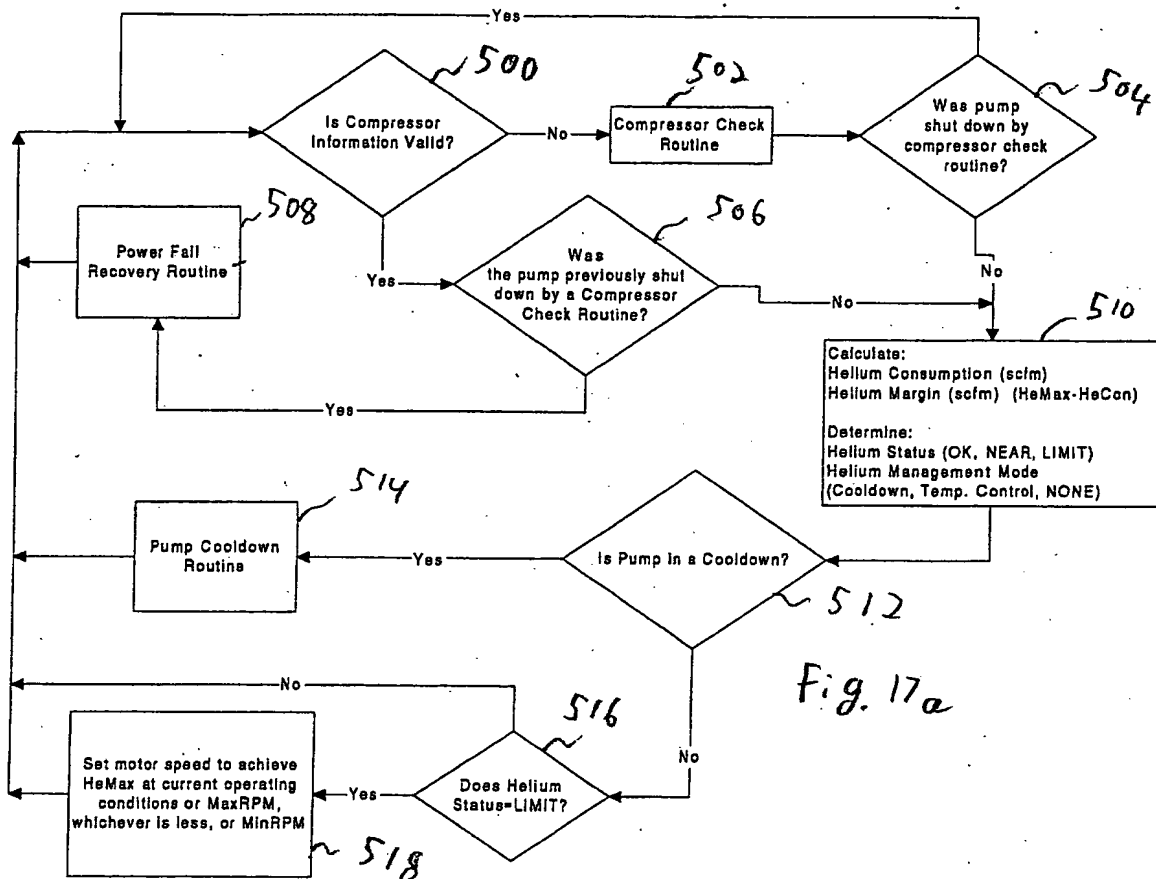 Yes
500
502
504
Is Compressor
Information Valid?
No
Compressor Check
Routine
Was pump
shut down by
compressor check
routine?
508
506
Power Fail
Recovery Routine
Yes
Was
the pump previously shut
down by a Compressor
Check Routine?
No
No
510
Yes
Calculate:
Helium Consumption (scfm)
Helium Margin (scfm) (HeMax-HeCon)
Determine:
Helium Status (OK, NEAR, LIMIT)
Helium Management Mode
(Cooldown, Temp. Control, NONE)
514
Pump Cooldown
Routine
Yes
Is Pump in a Cooldown?
512
No
516
Fig. 17a
No
Set motor speed to achieve
HeMax at current operating
conditions or MaxRPM,
whichever is less, or MinRPM
Yes
Does Helium
Status=LIMIT?
518